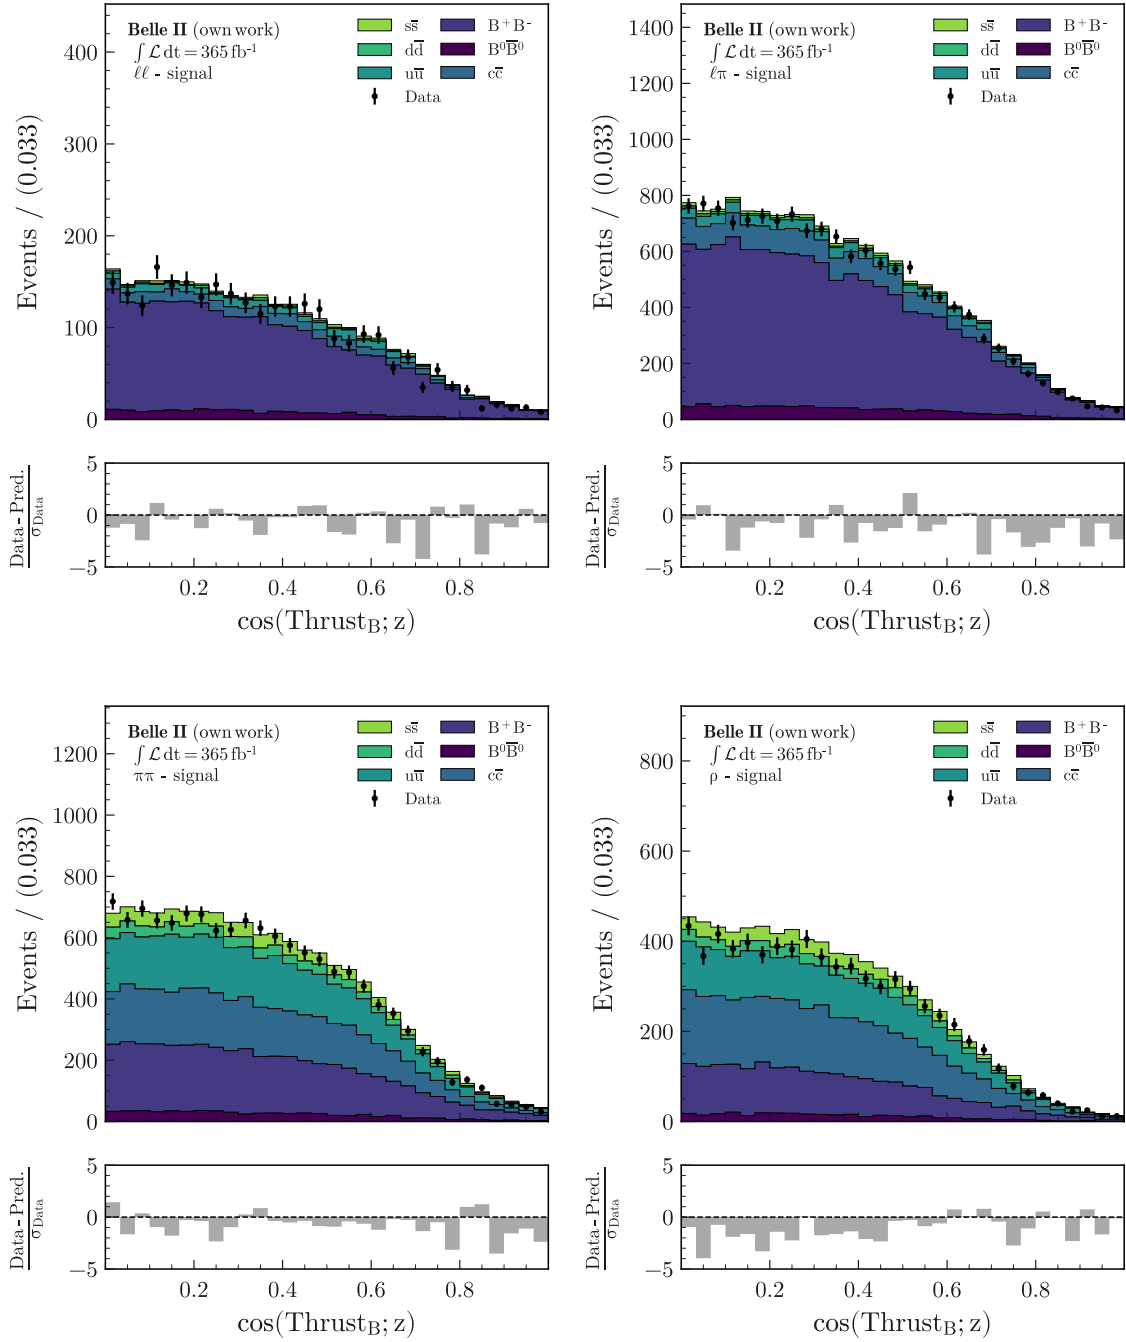 Belle II (own work)
∫ℒdt = 365 fb⁻¹
ℓℓ - signal
ss̄
dd̄
uū
B⁺B⁻
B⁰B̄⁰
cc̄
Data
Events / (0.033)
400
300
200
100
0
Data - Pred.
σData
5
0
−5
0.2 0.4 0.6 0.8
cos(ThrustB; z)
Belle II (own work)
∫ℒdt = 365 fb⁻¹
ℓπ - signal
ss̄
dd̄
uū
B⁺B⁻
B⁰B̄⁰
cc̄
Data
Events / (0.033)
1400
1200
1000
800
600
400
200
0
Data - Pred.
σData
5
0
−5
0.2 0.4 0.6 0.8
cos(ThrustB; z)
Belle II (own work)
∫ℒdt = 365 fb⁻¹
ππ - signal
ss̄
dd̄
uū
B⁺B⁻
B⁰B̄⁰
cc̄
Data
Events / (0.033)
1200
1000
800
600
400
200
0
Data - Pred.
σData
5
0
−5
0.2 0.4 0.6 0.8
cos(ThrustB; z)
Belle II (own work)
∫ℒdt = 365 fb⁻¹
ρ - signal
ss̄
dd̄
uū
B⁺B⁻
B⁰B̄⁰
cc̄
Data
Events / (0.033)
800
600
400
200
0
Data - Pred.
σData
5
0
−5
0.2 0.4 0.6 0.8
cos(ThrustB; z)